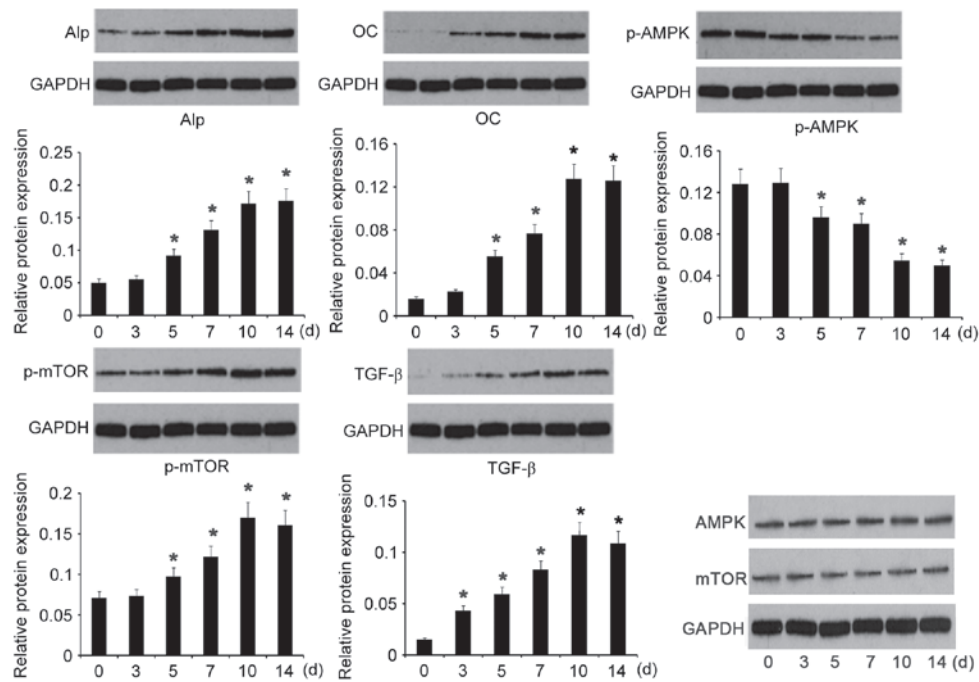 Alp
GAPDH
Alp
Relative protein expression
0.25
0.2
0.15
0.1
0.05
0
* * * *
0 3 5 7 10 14 (d)
OC
GAPDH
OC
Relative protein expression
0.16
0.12
0.08
0.04
0
* * * *
0 3 5 7 10 14 (d)
p-AMPK
GAPDH
p-AMPK
Relative protein expression
0.16
0.12
0.08
0.04
0
* * * *
0 3 5 7 10 14 (d)
p-mTOR
GAPDH
p-mTOR
Relative protein expression
0.2
0.15
0.1
0.05
0
* * * *
0 3 5 7 10 14 (d)
TGF-β
GAPDH
TGF-β
Relative protein expression
0.15
0.1
0.05
0
* * * * *
0 3 5 7 10 14 (d)
AMPK
mTOR
GAPDH
0 3 5 7 10 14 (d)